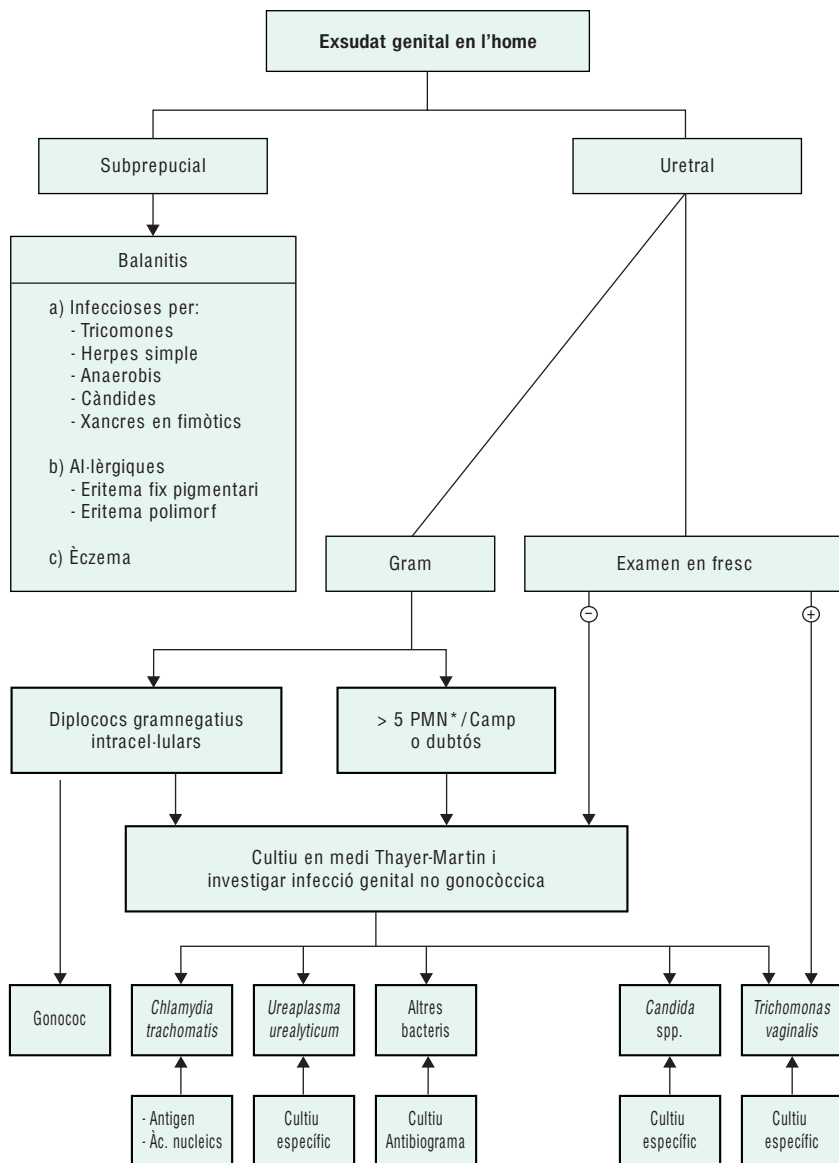 Exsudat genital en l'home
Subprepucial
Uretral
Balanitis
a) Infeccioses per:
- Tricomones
- Herpes simple
- Anaerobis
- Càndides
- Xancres en fimòtics
b) Al·lèrgiques
- Eritema fix pigmentari
- Eritema polimorf
c) Èczema
Gram
Examen en fresc
−
+
Diplococs gramnegatius
intracel·lulars
> 5 PMN*/Camp
o dubtós
Cultiu en medi Thayer-Martin i
investigar infecció genital no gonocòccica
Gonococ
Chlamydia
trachomatis
Ureaplasma
urealyticum
Altres
bacteris
Candida
spp.
Trichomonas
vaginalis
- Antigen
- Àc. nucleics
Cultiu
específic
Cultiu
Antibiograma
Cultiu
específic
Cultiu
específic